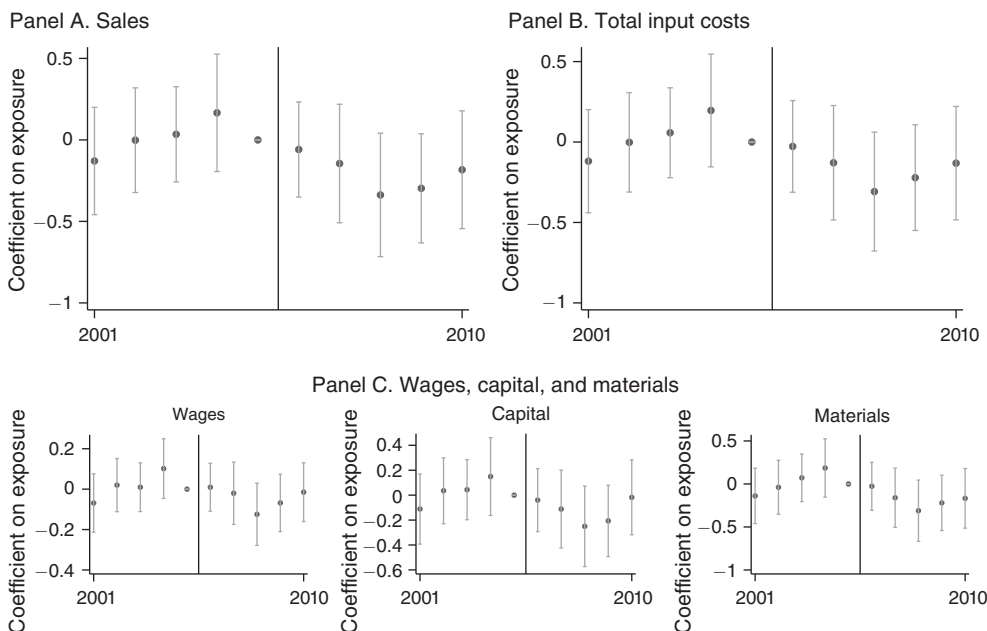 Panel A. Sales
Coefficient on exposure
0.5
0
−0.5
−1
2001
2010
Panel B. Total input costs
Coefficient on exposure
0.5
0
−0.5
−1
2001
2010
Panel C. Wages, capital, and materials
Wages
Coefficient on exposure
0.2
0
−0.2
−0.4
2001
2010
Capital
Coefficient on exposure
0.4
0.2
0
−0.2
−0.4
−0.6
2001
2010
Materials
Coefficient on exposure
0.5
0
−0.5
−1
2001
2010